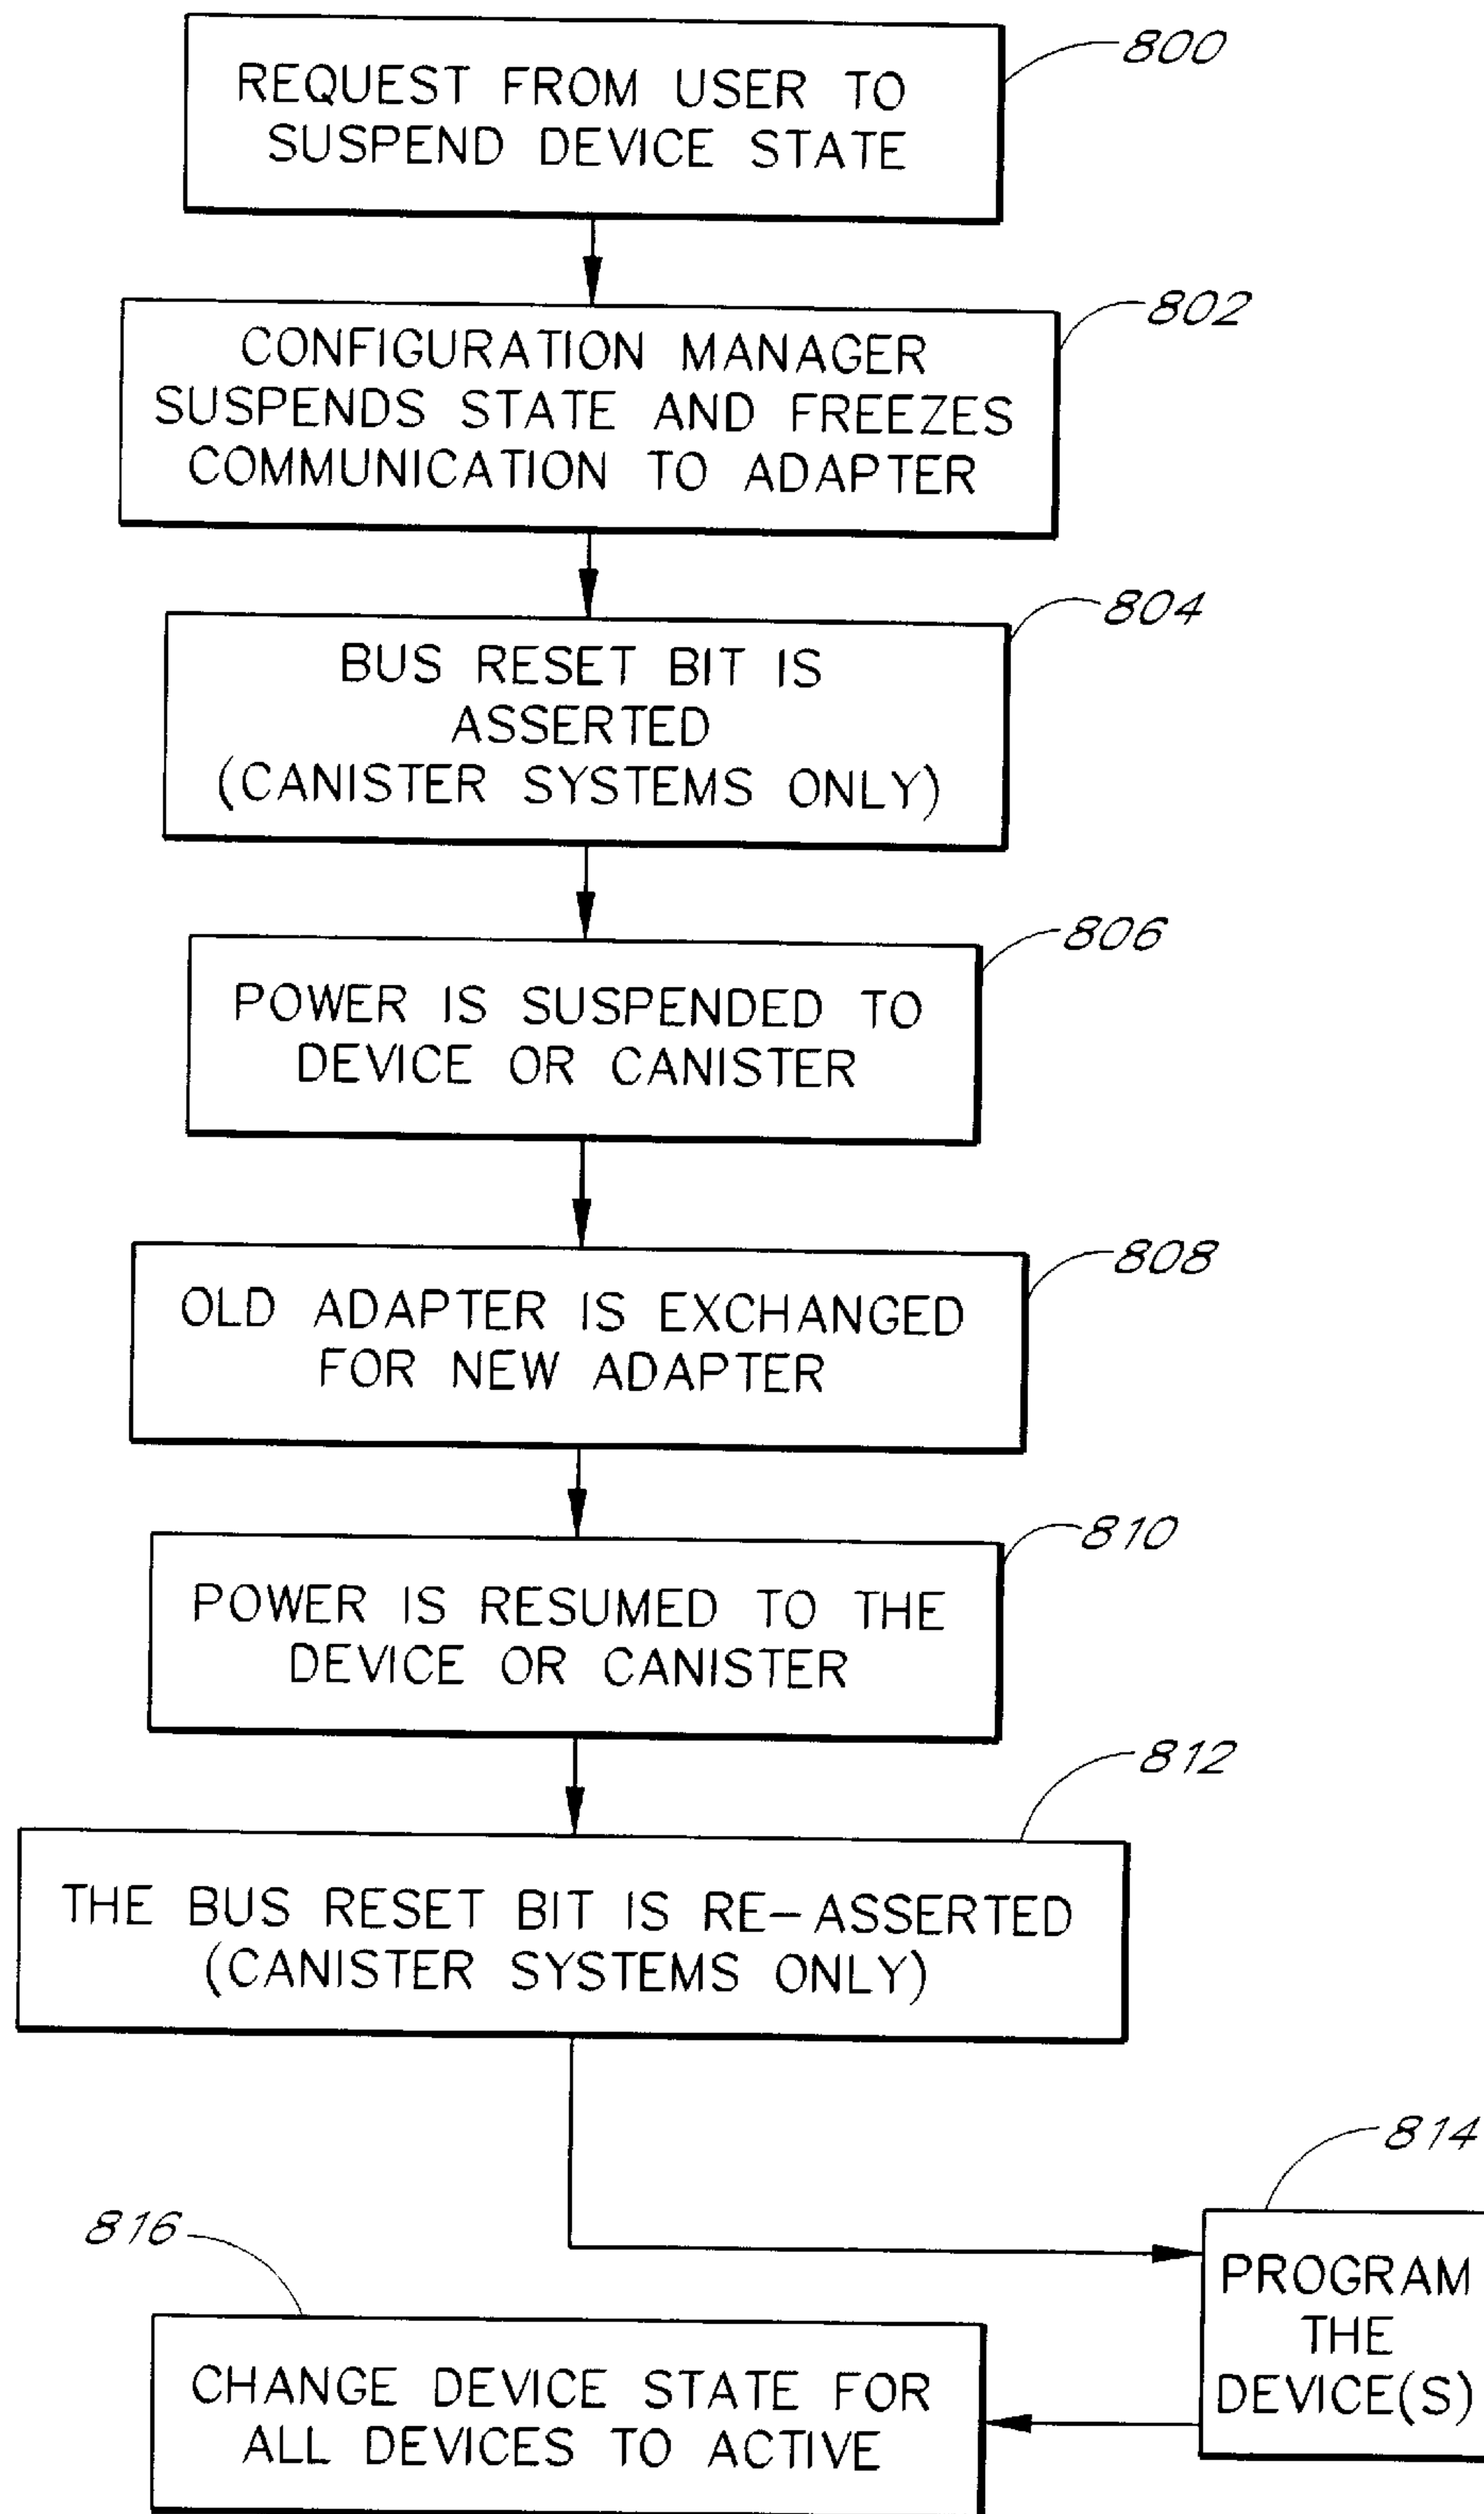 800
REQUEST FROM USER TO
SUSPEND DEVICE STATE
802
CONFIGURATION MANAGER
SUSPENDS STATE AND FREEZES
COMMUNICATION TO ADAPTER
804
BUS RESET BIT IS
ASSERTED
(CANISTER SYSTEMS ONLY)
806
POWER IS SUSPENDED TO
DEVICE OR CANISTER
808
OLD ADAPTER IS EXCHANGED
FOR NEW ADAPTER
810
POWER IS RESUMED TO THE
DEVICE OR CANISTER
812
THE BUS RESET BIT IS RE-ASSERTED
(CANISTER SYSTEMS ONLY)
814
PROGRAM
THE
DEVICE(S)
816
CHANGE DEVICE STATE FOR
ALL DEVICES TO ACTIVE